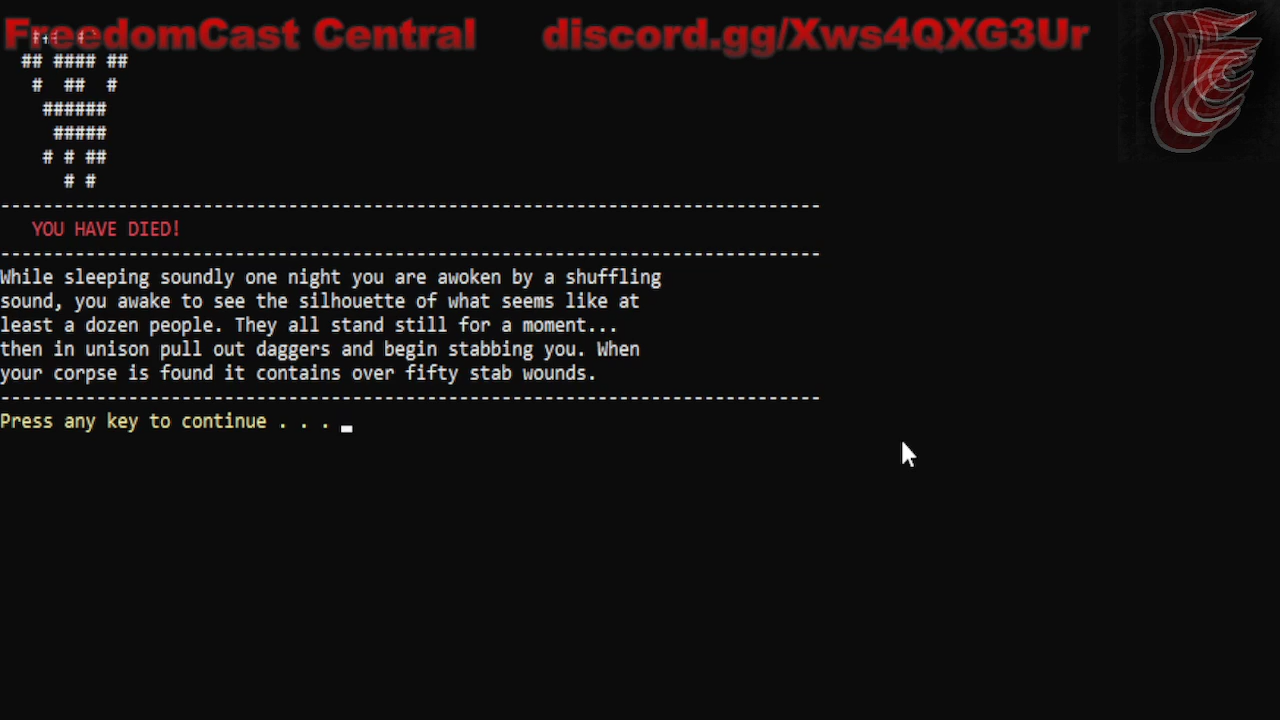 FreedomCast Central discord.gg/Xws4QXG3Ur
## #### ##
#  ##  #
######
#####
# # ##
# #
-----------------------------------------------------------------------------
YOU HAVE DIED!
-----------------------------------------------------------------------------
While sleeping soundly one night you are awoken by a shuffling
sound, you awake to see the silhouette of what seems like at
least a dozen people. They all stand still for a moment...
then in unison pull out daggers and begin stabbing you. When
your corpse is found it contains over fifty stab wounds.
-----------------------------------------------------------------------------
Press any key to continue . . .